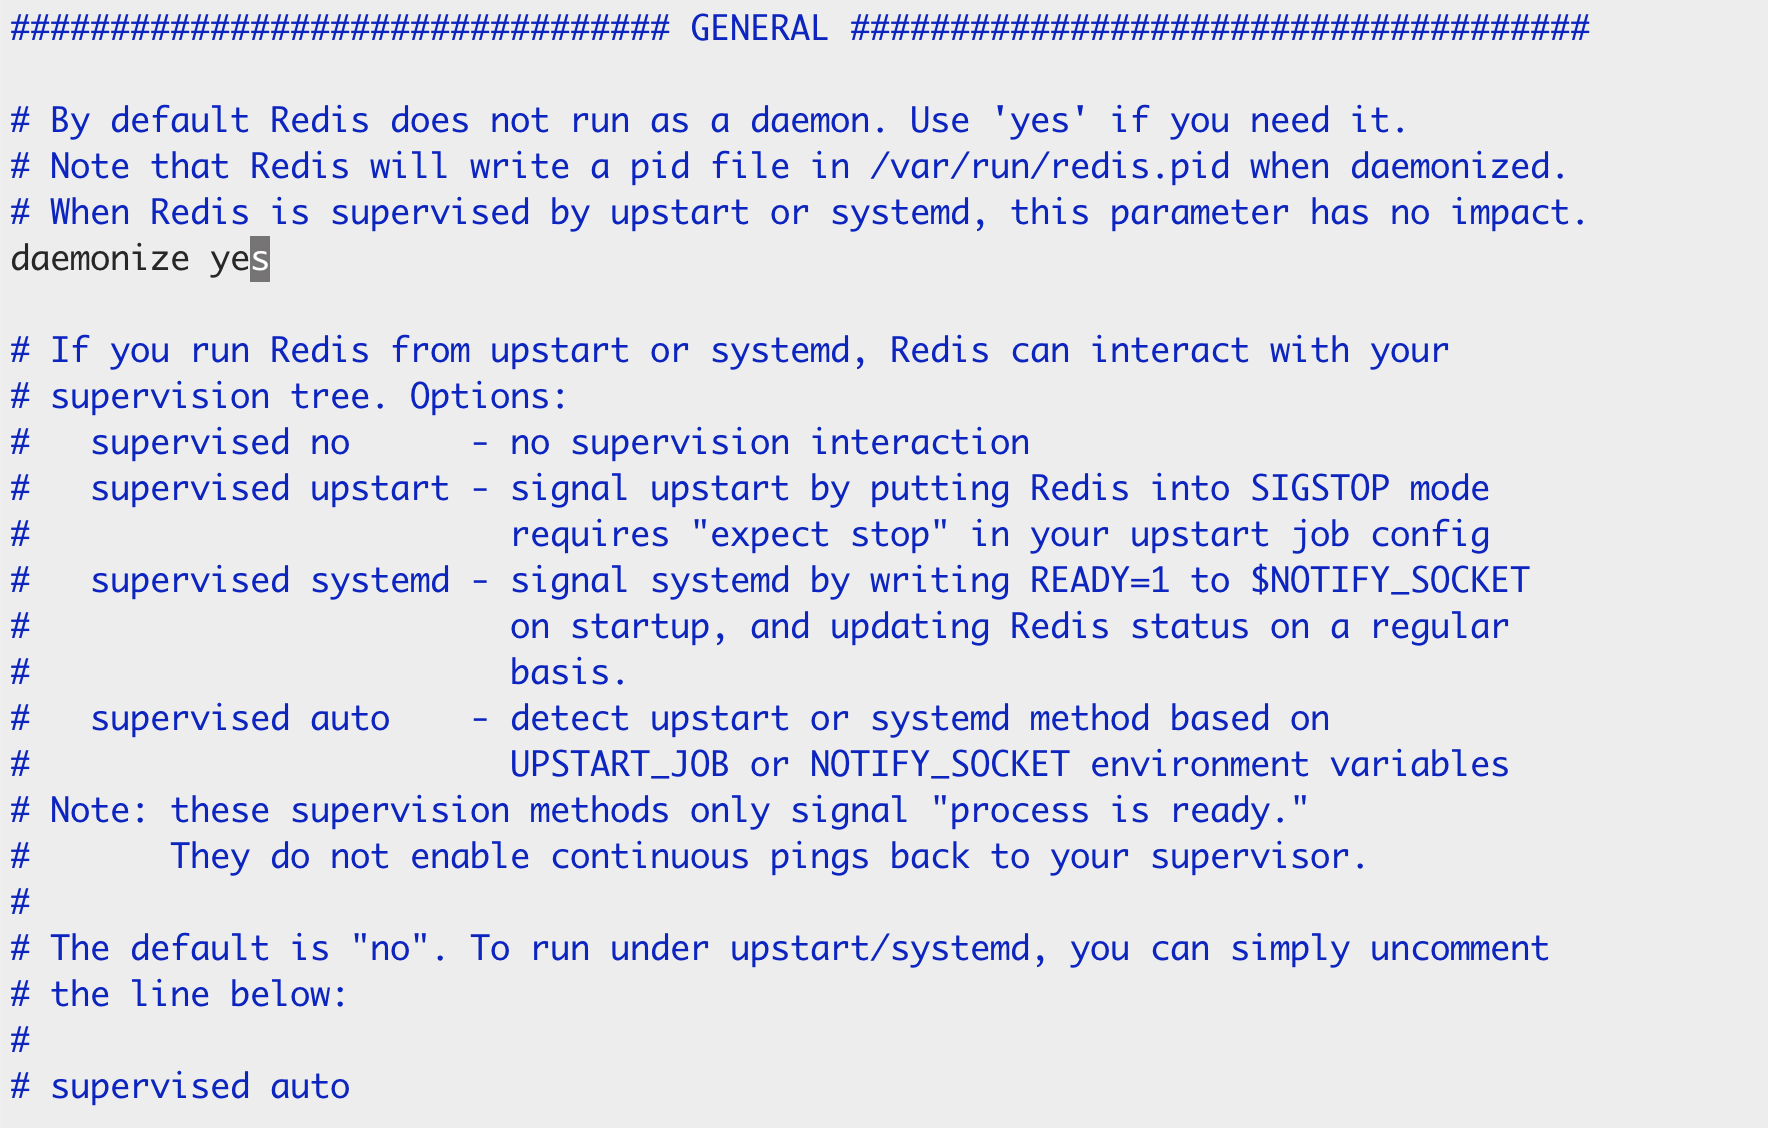 ################################# GENERAL #####################################

# By default Redis does not run as a daemon. Use 'yes' if you need it.
# Note that Redis will write a pid file in /var/run/redis.pid when daemonized.
# When Redis is supervised by upstart or systemd, this parameter has no impact.
daemonize yes

# If you run Redis from upstart or systemd, Redis can interact with your
# supervision tree. Options:
#   supervised no      - no supervision interaction
#   supervised upstart - signal upstart by putting Redis into SIGSTOP mode
#                        requires "expect stop" in your upstart job config
#   supervised systemd - signal systemd by writing READY=1 to $NOTIFY_SOCKET
#                        on startup, and updating Redis status on a regular
#                        basis.
#   supervised auto    - detect upstart or systemd method based on
#                        UPSTART_JOB or NOTIFY_SOCKET environment variables
# Note: these supervision methods only signal "process is ready."
#       They do not enable continuous pings back to your supervisor.
#
# The default is "no". To run under upstart/systemd, you can simply uncomment
# the line below:
#
# supervised auto